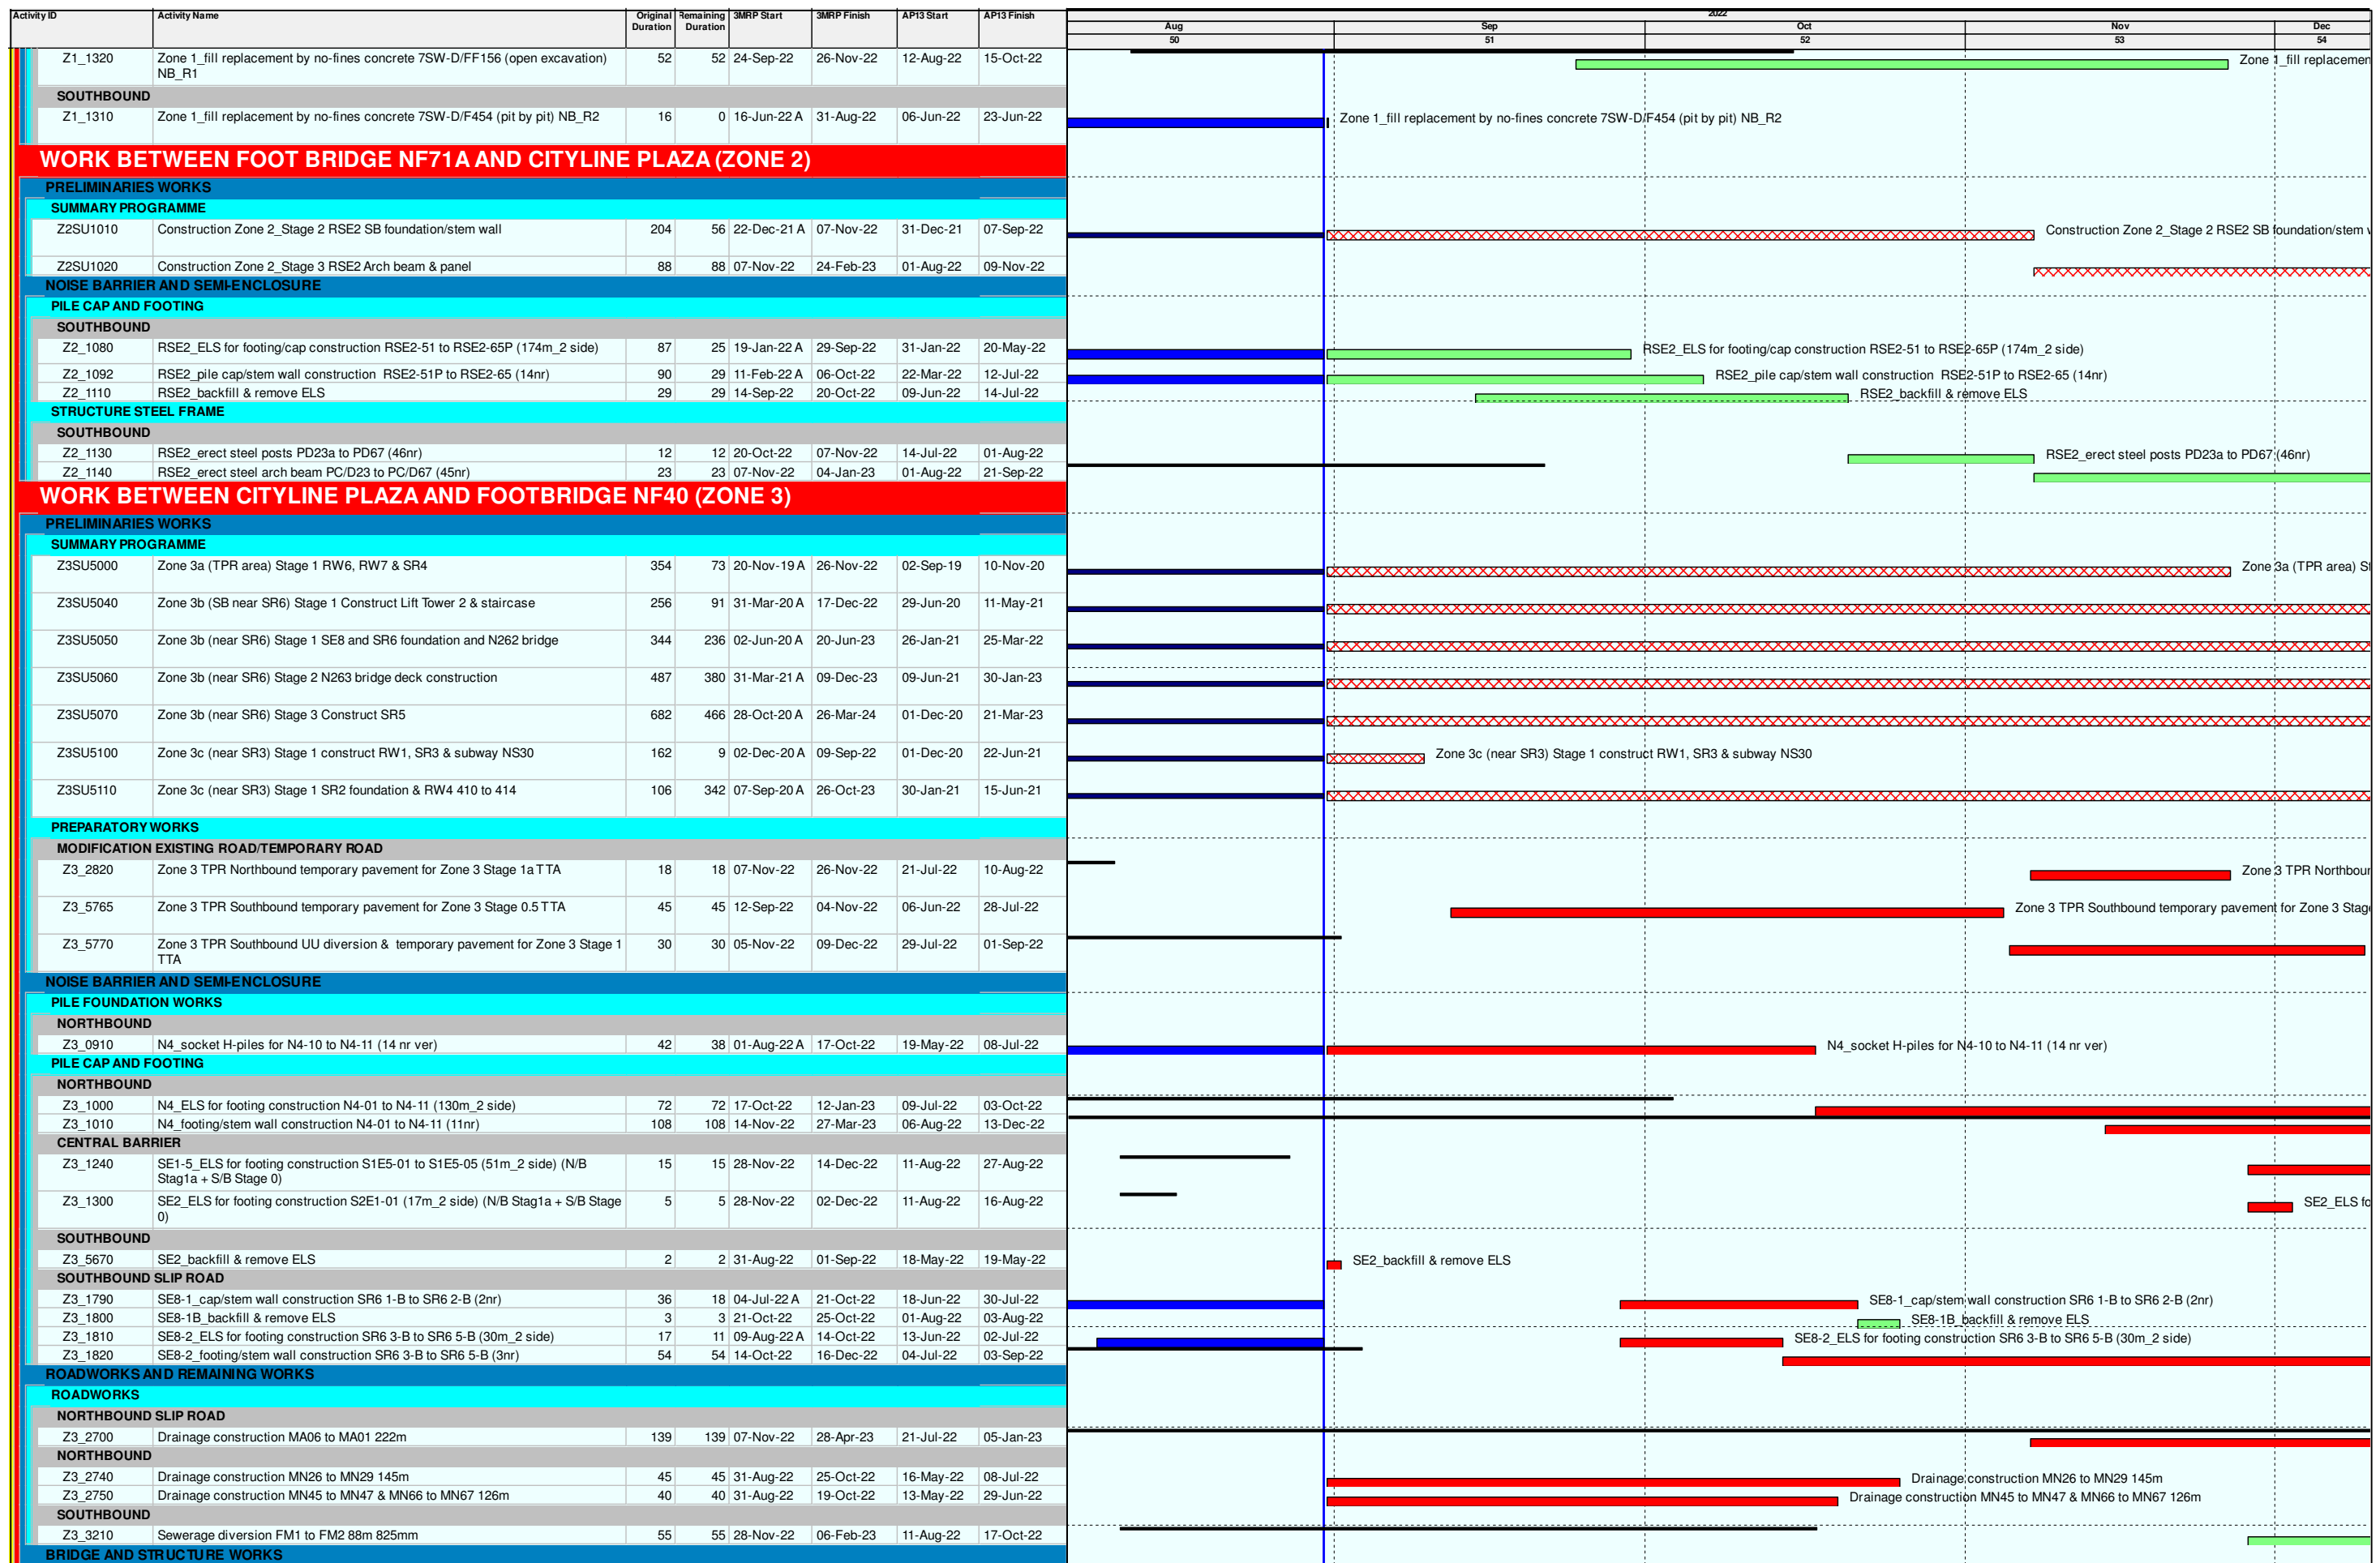 Activity ID Activity Name Original Duration Remaining Duration 3MRP Start 3MRP Finish AP13 Start AP13 Finish
2022
Aug Sep Oct Nov Dec
50 51 52 53 54
Z1_1320 Zone 1_fill replacement by no-fines concrete 7SW-D/FF156 (open excavation) NB_R1 52 52 24-Sep-22 26-Nov-22 12-Aug-22 15-Oct-22 Zone 1_fill replacemen
SOUTHBOUND
Z1_1310 Zone 1_fill replacement by no-fines concrete 7SW-D/F454 (pit by pit) NB_R2 16 0 16-Jun-22 A 31-Aug-22 06-Jun-22 23-Jun-22 Zone 1_fill replacement by no-fines concrete 7SW-D/F454 (pit by pit) NB_R2
WORK BETWEEN FOOT BRIDGE NF71A AND CITYLINE PLAZA (ZONE 2)
PRELIMINARIES WORKS
SUMMARY PROGRAMME
Z2SU1010 Construction Zone 2_Stage 2 RSE2 SB foundation/stem wall 204 56 22-Dec-21 A 07-Nov-22 31-Dec-21 07-Sep-22 Construction Zone 2_Stage 2 RSE2 SB foundation/stem
Z2SU1020 Construction Zone 2_Stage 3 RSE2 Arch beam & panel 88 88 07-Nov-22 24-Feb-23 01-Aug-22 09-Nov-22
NOISE BARRIER AND SEMI-ENCLOSURE
PILE CAP AND FOOTING
SOUTHBOUND
Z2_1080 RSE2_ELS for footing/cap construction RSE2-51 to RSE2-65P (174m_2 side) 87 25 19-Jan-22 A 29-Sep-22 31-Jan-22 20-May-22 RSE2_ELS for footing/cap construction RSE2-51 to RSE2-65P (174m_2 side)
Z2_1092 RSE2_pile cap/stem wall construction RSE2-51P to RSE2-65 (14nr) 90 29 11-Feb-22 A 06-Oct-22 22-Mar-22 12-Jul-22 RSE2_pile cap/stem wall construction RSE2-51P to RSE2-65 (14nr)
Z2_1110 RSE2_backfill & remove ELS 29 29 14-Sep-22 20-Oct-22 09-Jun-22 14-Jul-22 RSE2_backfill & remove ELS
STRUCTURE STEEL FRAME
SOUTHBOUND
Z2_1130 RSE2_erect steel posts PD23a to PD67 (46nr) 12 12 20-Oct-22 07-Nov-22 14-Jul-22 01-Aug-22 RSE2_erect steel posts PD23a to PD67 (46nr)
Z2_1140 RSE2_erect steel arch beam PC/D23 to PC/D67 (45nr) 23 23 07-Nov-22 04-Jan-23 01-Aug-22 21-Sep-22
WORK BETWEEN CITYLINE PLAZA AND FOOTBRIDGE NF40 (ZONE 3)
PRELIMINARIES WORKS
SUMMARY PROGRAMME
Z3SU5000 Zone 3a (TPR area) Stage 1 RW6, RW7 & SR4 354 73 20-Nov-19 A 26-Nov-22 02-Sep-19 10-Nov-20 Zone 3a (TPR area) St
Z3SU5040 Zone 3b (SB near SR6) Stage 1 Construct Lift Tower 2 & staircase 256 91 31-Mar-20 A 17-Dec-22 29-Jun-20 11-May-21
Z3SU5050 Zone 3b (near SR6) Stage 1 SE8 and SR6 foundation and N262 bridge 344 236 02-Jun-20 A 20-Jun-23 26-Jan-21 25-Mar-22
Z3SU5060 Zone 3b (near SR6) Stage 2 N263 bridge deck construction 487 380 31-Mar-21 A 09-Dec-23 09-Jun-21 30-Jan-23
Z3SU5070 Zone 3b (near SR6) Stage 3 Construct SR5 682 466 28-Oct-20 A 26-Mar-24 01-Dec-20 21-Mar-23
Z3SU5100 Zone 3c (near SR3) Stage 1 construct RW1, SR3 & subway NS30 162 9 02-Dec-20 A 09-Sep-22 01-Dec-20 22-Jun-21 Zone 3c (near SR3) Stage 1 construct RW1, SR3 & subway NS30
Z3SU5110 Zone 3c (near SR3) Stage 1 SR2 foundation & RW4 410 to 414 106 342 07-Sep-20 A 26-Oct-23 30-Jan-21 15-Jun-21
PREPARATORY WORKS
MODIFICATION EXISTING ROAD/TEMPORARY ROAD
Z3_2820 Zone 3 TPR Northbound temporary pavement for Zone 3 Stage 1a TTA 18 18 07-Nov-22 26-Nov-22 21-Jul-22 10-Aug-22 Zone 3 TPR Northbour
Z3_5765 Zone 3 TPR Southbound temporary pavement for Zone 3 Stage 0.5 TTA 45 45 12-Sep-22 04-Nov-22 06-Jun-22 28-Jul-22 Zone 3 TPR Southbound temporary pavement for Zone 3 Stag
Z3_5770 Zone 3 TPR Southbound UU diversion & temporary pavement for Zone 3 Stage 1 TTA 30 30 05-Nov-22 09-Dec-22 29-Jul-22 01-Sep-22
NOISE BARRIER AND SEMI-ENCLOSURE
PILE FOUNDATION WORKS
NORTHBOUND
Z3_0910 N4_socket H-piles for N4-10 to N4-11 (14 nr ver) 42 38 01-Aug-22 A 17-Oct-22 19-May-22 08-Jul-22 N4_socket H-piles for N4-10 to N4-11 (14 nr ver)
PILE CAP AND FOOTING
NORTHBOUND
Z3_1000 N4_ELS for footing construction N4-01 to N4-11 (130m_2 side) 72 72 17-Oct-22 12-Jan-23 09-Jul-22 03-Oct-22
Z3_1010 N4_footing/stem wall construction N4-01 to N4-11 (11nr) 108 108 14-Nov-22 27-Mar-23 06-Aug-22 13-Dec-22
CENTRAL BARRIER
Z3_1240 SE1-5_ELS for footing construction S1E5-01 to S1E5-05 (51m_2 side) (N/B Stag1a + S/B Stage 0) 15 15 28-Nov-22 14-Dec-22 11-Aug-22 27-Aug-22
Z3_1300 SE2_ELS for footing construction S2E1-01 (17m_2 side) (N/B Stag1a + S/B Stage 0) 5 5 28-Nov-22 02-Dec-22 11-Aug-22 16-Aug-22 SE2_ELS fo
SOUTHBOUND
Z3_5670 SE2_backfill & remove ELS 2 2 31-Aug-22 01-Sep-22 18-May-22 19-May-22 SE2_backfill & remove ELS
SOUTHBOUND SLIP ROAD
Z3_1790 SE8-1_cap/stem wall construction SR6 1-B to SR6 2-B (2nr) 36 18 04-Jul-22 A 21-Oct-22 18-Jun-22 30-Jul-22 SE8-1_cap/stem wall construction SR6 1-B to SR6 2-B (2nr)
Z3_1800 SE8-1B_backfill & remove ELS 3 3 21-Oct-22 25-Oct-22 01-Aug-22 03-Aug-22 SE8-1B_backfill & remove ELS
Z3_1810 SE8-2_ELS for footing construction SR6 3-B to SR6 5-B (30m_2 side) 17 11 09-Aug-22 A 14-Oct-22 13-Jun-22 02-Jul-22 SE8-2_ELS for footing construction SR6 3-B to SR6 5-B (30m_2 side)
Z3_1820 SE8-2_footing/stem wall construction SR6 3-B to SR6 5-B (3nr) 54 54 14-Oct-22 16-Dec-22 04-Jul-22 03-Sep-22
ROADWORKS AND REMAINING WORKS
ROADWORKS
NORTHBOUND SLIP ROAD
Z3_2700 Drainage construction MA06 to MA01 222m 139 139 07-Nov-22 28-Apr-23 21-Jul-22 05-Jan-23
NORTHBOUND
Z3_2740 Drainage construction MN26 to MN29 145m 45 45 31-Aug-22 25-Oct-22 16-May-22 08-Jul-22 Drainage construction MN26 to MN29 145m
Z3_2750 Drainage construction MN45 to MN47 & MN66 to MN67 126m 40 40 31-Aug-22 19-Oct-22 13-May-22 29-Jun-22 Drainage construction MN45 to MN47 & MN66 to MN67 126m
SOUTHBOUND
Z3_3210 Sewerage diversion FM1 to FM2 88m 825mm 55 55 28-Nov-22 06-Feb-23 11-Aug-22 17-Oct-22
BRIDGE AND STRUCTURE WORKS